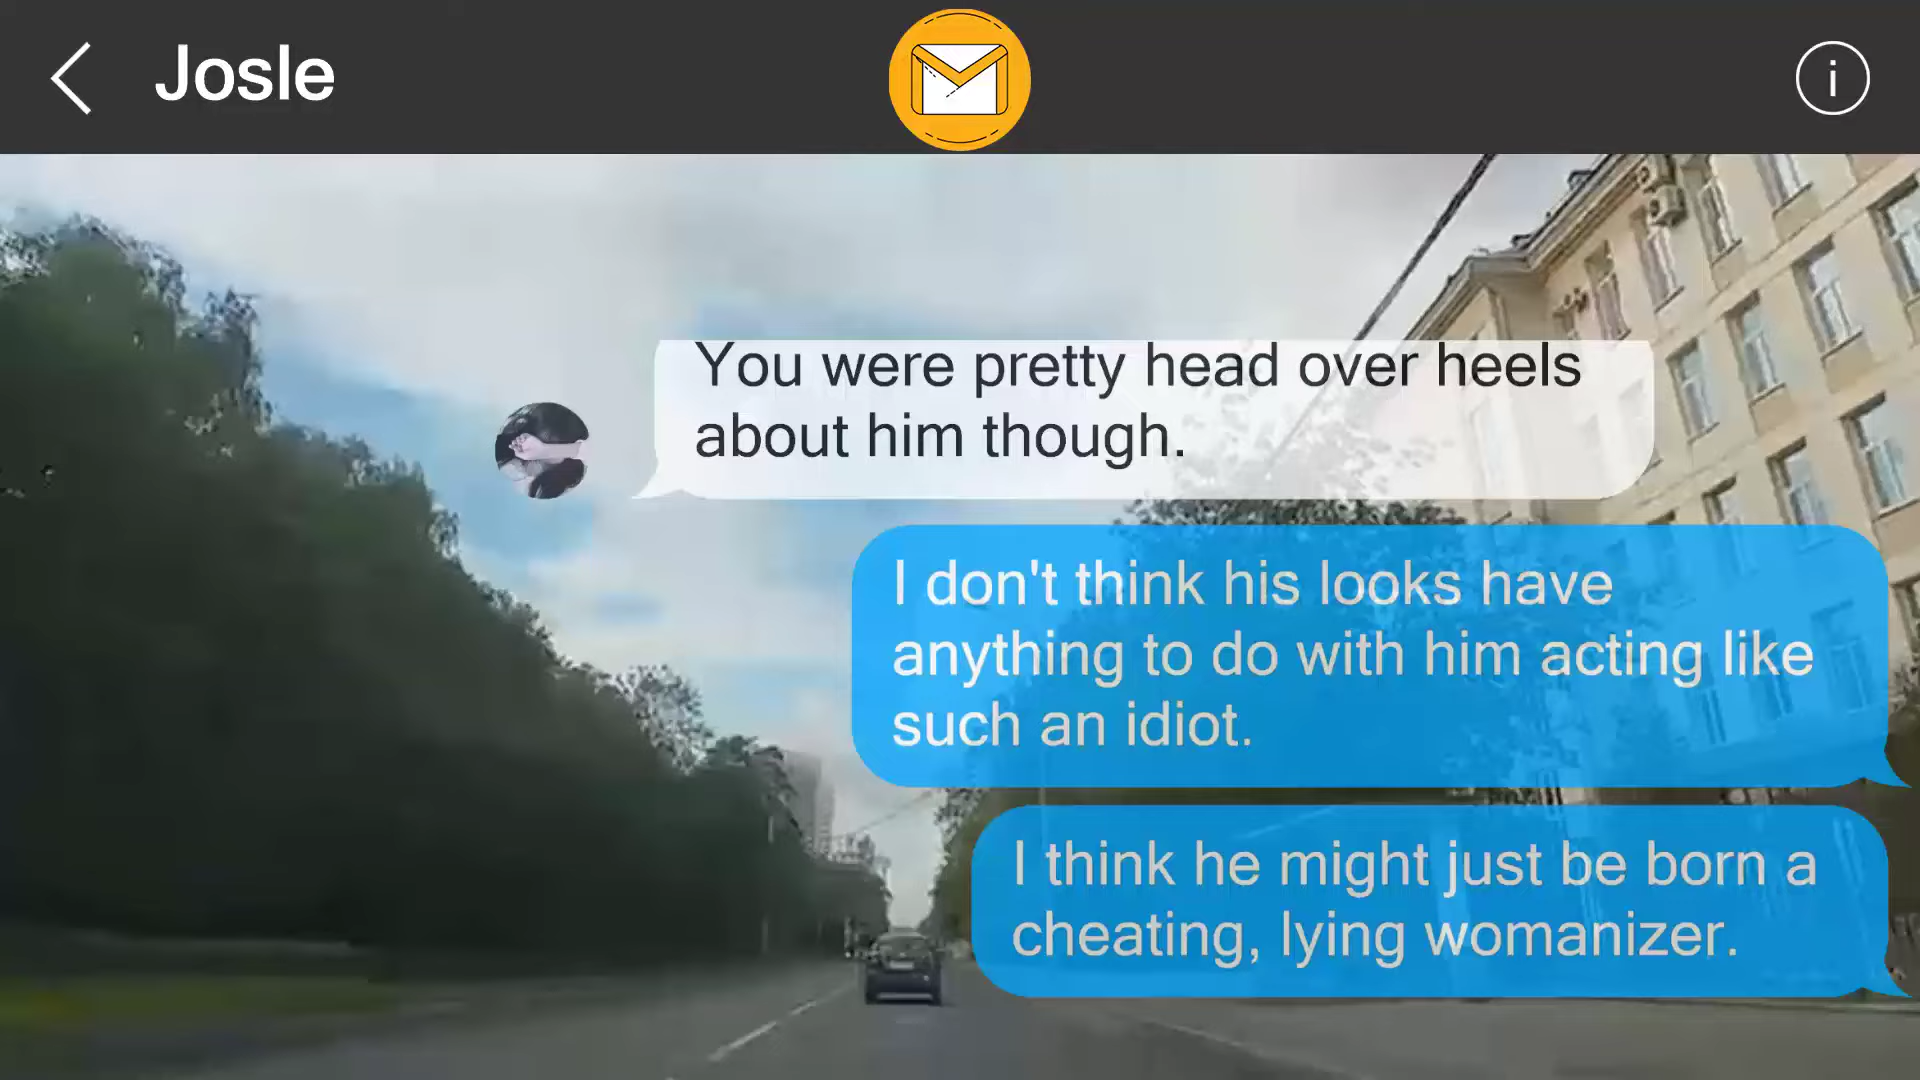 Josle
i
You were pretty head over heels
about him though.
I don't think his looks have
anything to do with him acting like
such an idiot.
I think he might just be born a
cheating, lying womanizer.